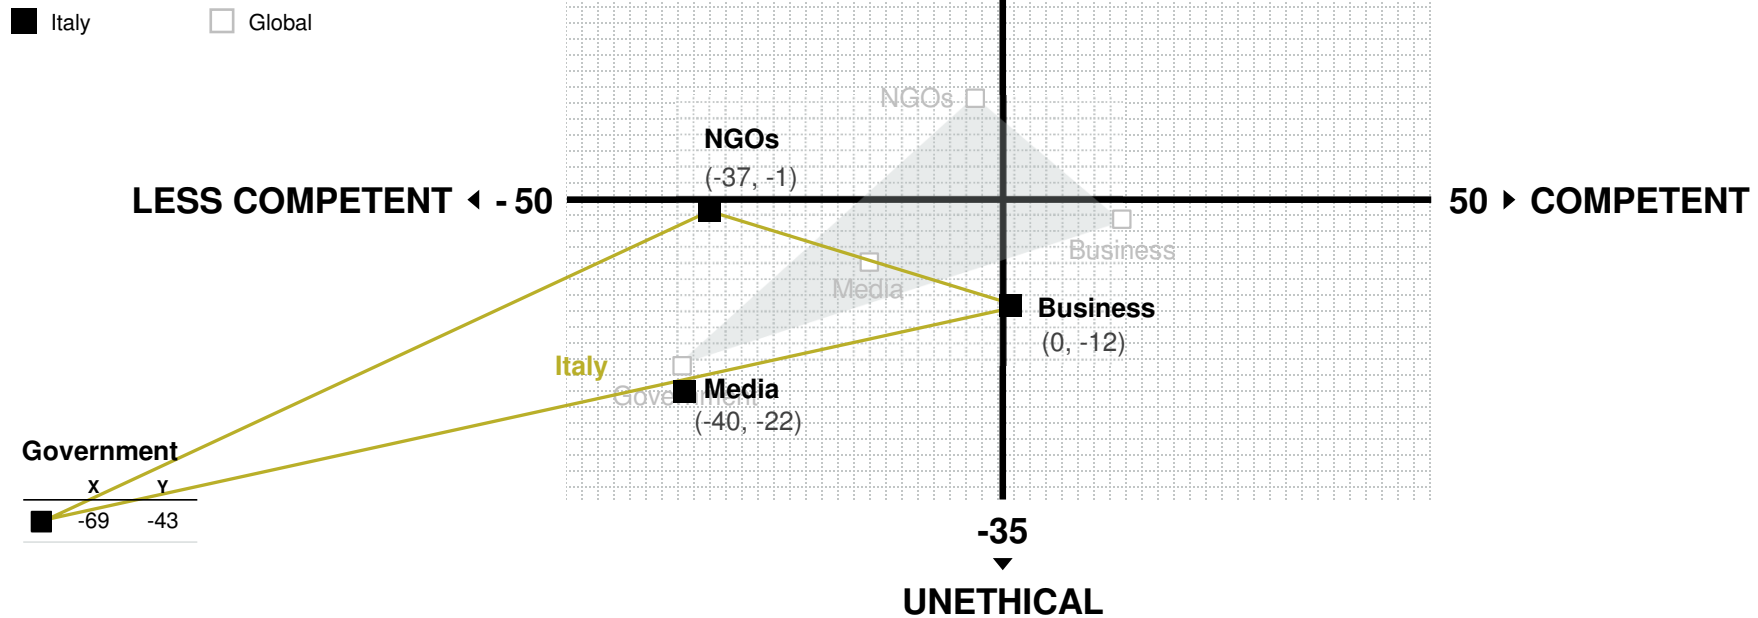 Italy
Global
NGOs
NGOs
(-37, -1)
LESS COMPETENT ◂ - 50
50 ▸ COMPETENT
Business
Media
Business
(0, -12)
Italy
Government
Media
(-40, -22)
Government
X Y
-69 -43
-35
UNETHICAL